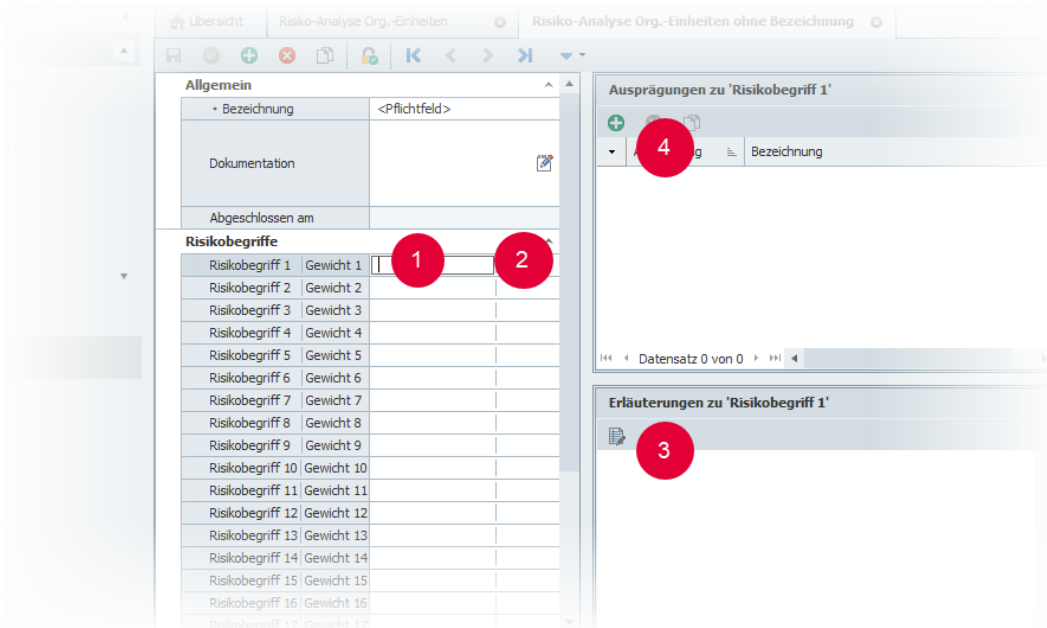 Übersicht
Risiko-Analyse Org.-Einheiten
Risiko-Analyse Org.-Einheiten ohne Bezeichnung
Allgemein
Bezeichnung <Pflichtfeld>
Dokumentation
Abgeschlossen am
Risikobegriffe
Risikobegriff 1 Gewicht 1
1
2
Risikobegriff 2 Gewicht 2
Risikobegriff 3 Gewicht 3
Risikobegriff 4 Gewicht 4
Risikobegriff 5 Gewicht 5
Risikobegriff 6 Gewicht 6
Risikobegriff 7 Gewicht 7
Risikobegriff 8 Gewicht 8
Risikobegriff 9 Gewicht 9
Risikobegriff 10 Gewicht 10
Risikobegriff 11 Gewicht 11
Risikobegriff 12 Gewicht 12
Risikobegriff 13 Gewicht 13
Risikobegriff 14 Gewicht 14
Risikobegriff 15 Gewicht 15
Risikobegriff 16 Gewicht 16
Risikobegriff 17 Gewicht 17
Ausprägungen zu 'Risikobegriff 1'
4
Bezeichnung
Datensatz 0 von 0
Erläuterungen zu 'Risikobegriff 1'
3